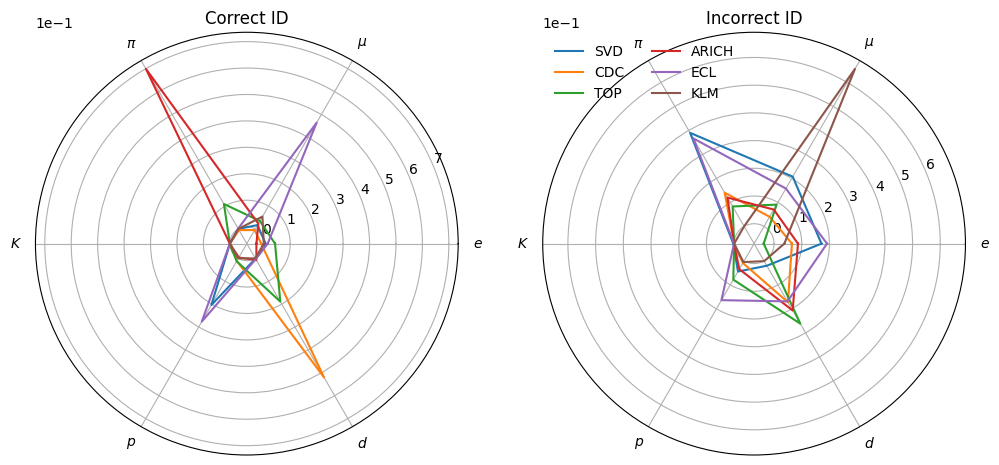 Correct ID
1e−1
e
μ
π
K
p
d
0
1
2
3
4
5
6
7
Incorrect ID
1e−1
e
μ
π
K
p
d
0
1
2
3
4
5
6
SVD
CDC
TOP
ARICH
ECL
KLM